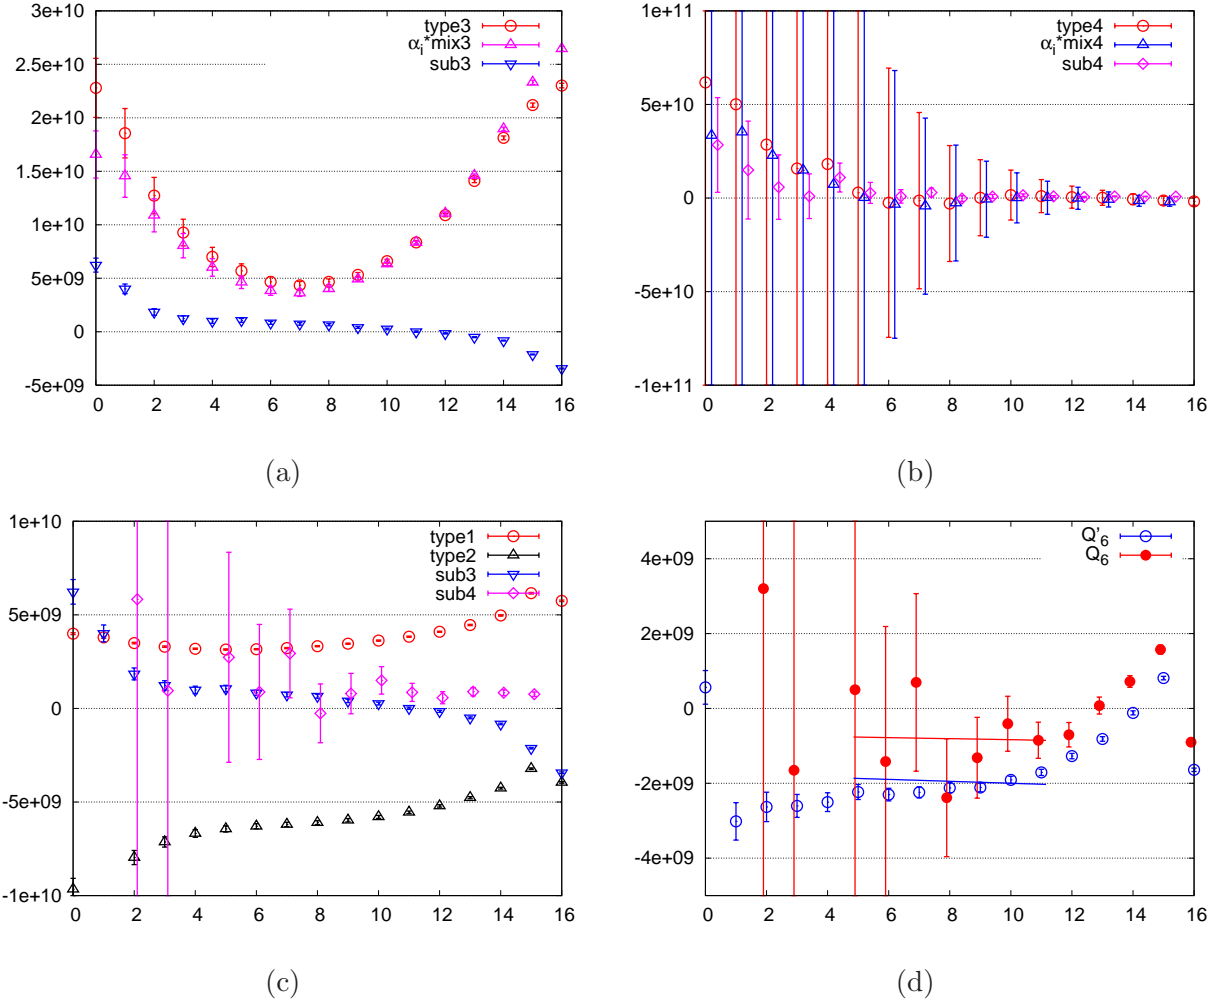 3e+10
2.5e+10
2e+10
1.5e+10
1e+10
5e+09
0
-5e+09
0 2 4 6 8 10 12 14 16
type3
αi*mix3
sub3
(a)
1e+11
5e+10
0
-5e+10
-1e+11
0 2 4 6 8 10 12 14 16
type4
αi*mix4
sub4
(b)
1e+10
5e+09
0
-5e+09
-1e+10
0 2 4 6 8 10 12 14 16
type1
type2
sub3
sub4
(c)
4e+09
2e+09
0
-2e+09
-4e+09
0 2 4 6 8 10 12 14 16
Q'6
Q6
(d)